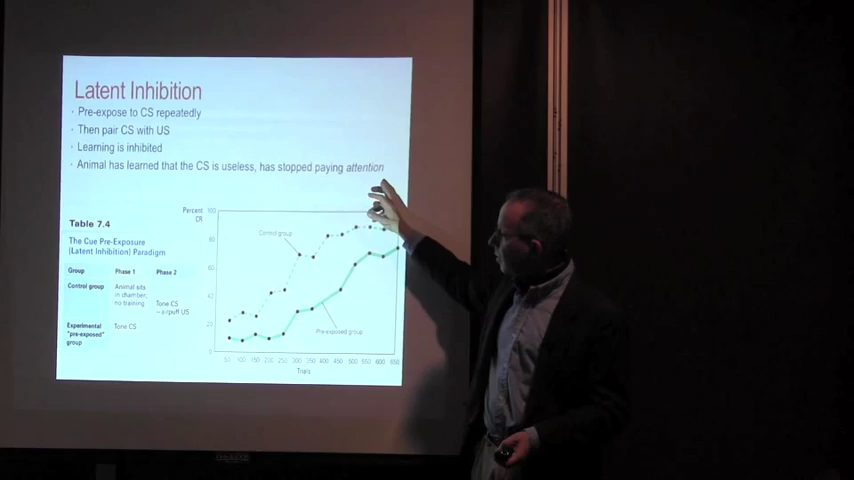 Latent Inhibition
· Pre-expose to CS repeatedly
· Then pair CS with US
· Learning is inhibited
· Animal has learned that the CS is useless, has stopped paying attention
Table 7.4
The Cue Pre-Exposure
(Latent Inhibition) Paradigm
Group Phase 1 Phase 2
Control group Animal sits
in chamber;
no training
Tone CS
→airpuff US
Experimental Tone CS
"pre-exposed"
group
Percent
CR
100
80
60
40
20
0
Control group
Pre-exposed group
50 100 150 200 250 300 350 400 450 500 550 600 650
Trials